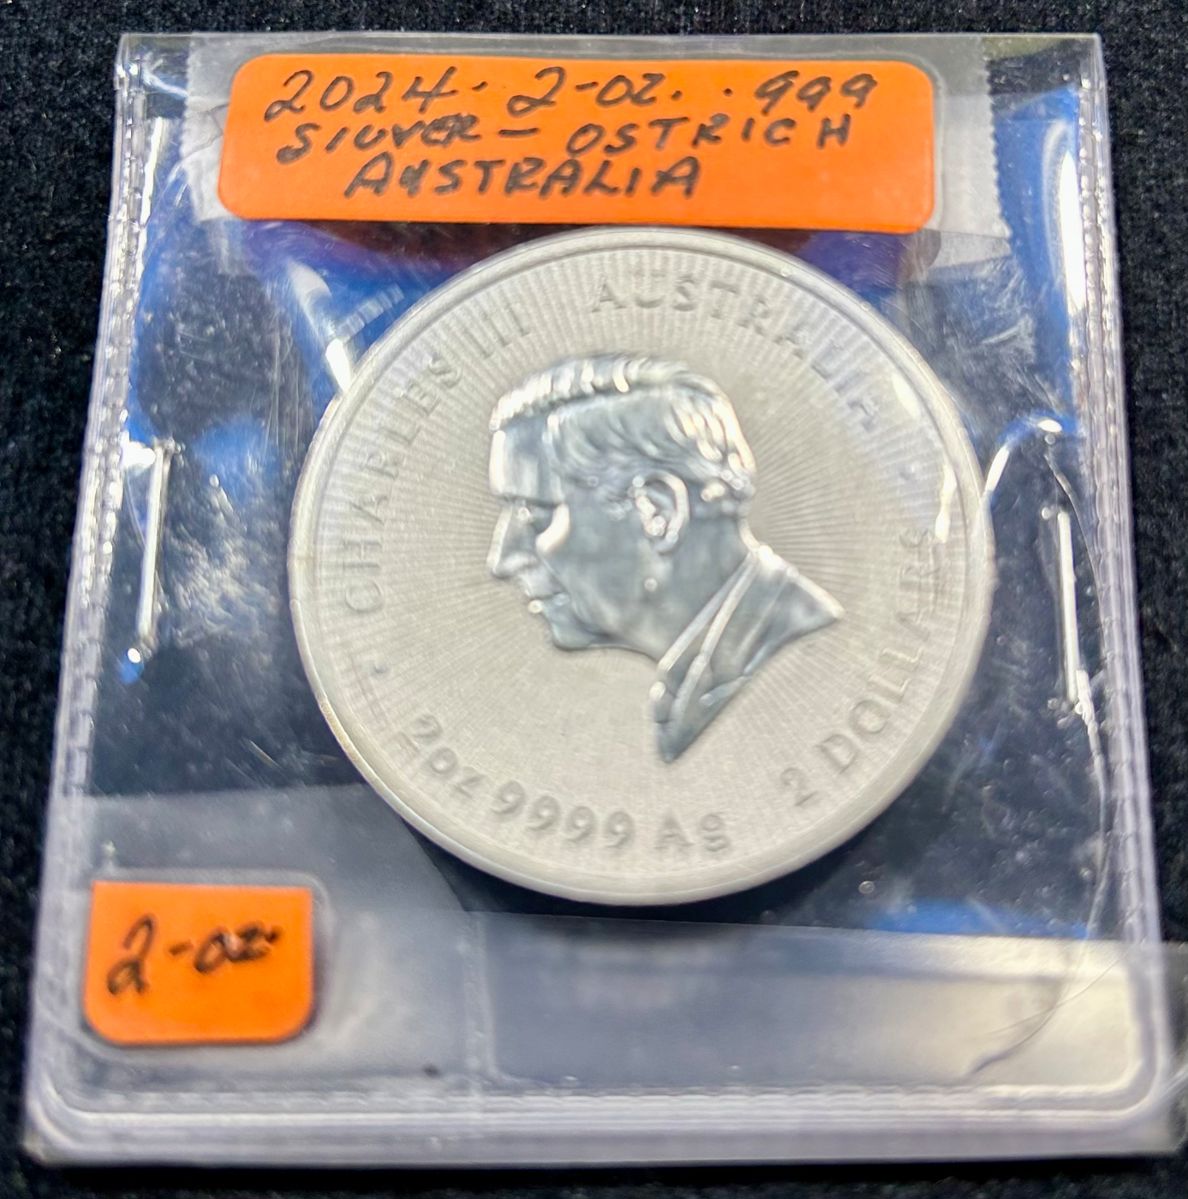 2024. 2-oz. .999
SILVER - OSTRICH
AUSTRALIA
CHARLES III AUSTRALIA
2oz 9999 Ag 2 DOLLARS
2-oz.